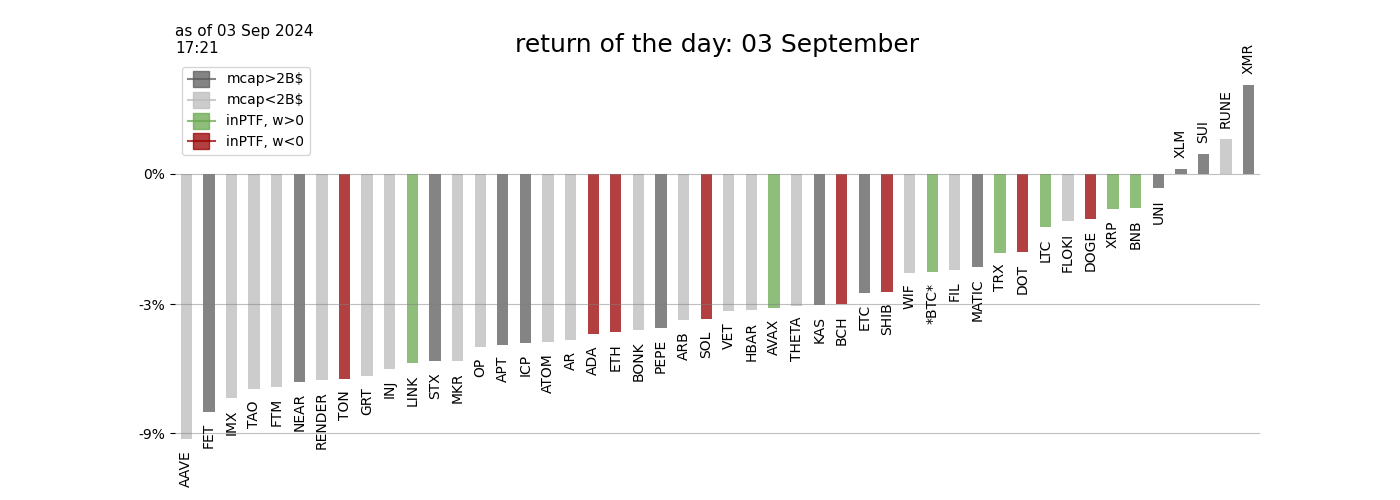 as of 03 Sep 2024
17:21
return of the day: 03 September
mcap>2B$
mcap<2B$
inPTF, w>0
inPTF, w<0
0%
-3%
-9%
AAVE
FET
IMX
TAO
FTM
NEAR
RENDER
TON
GRT
INJ
LINK
STX
MKR
OP
APT
ICP
ATOM
AR
ADA
ETH
BONK
PEPE
ARB
SOL
VET
HBAR
AVAX
THETA
KAS
BCH
ETC
SHIB
WIF
*BTC*
FIL
MATIC
TRX
DOT
LTC
FLOKI
DOGE
XRP
BNB
UNI
XLM
SUI
RUNE
XMR